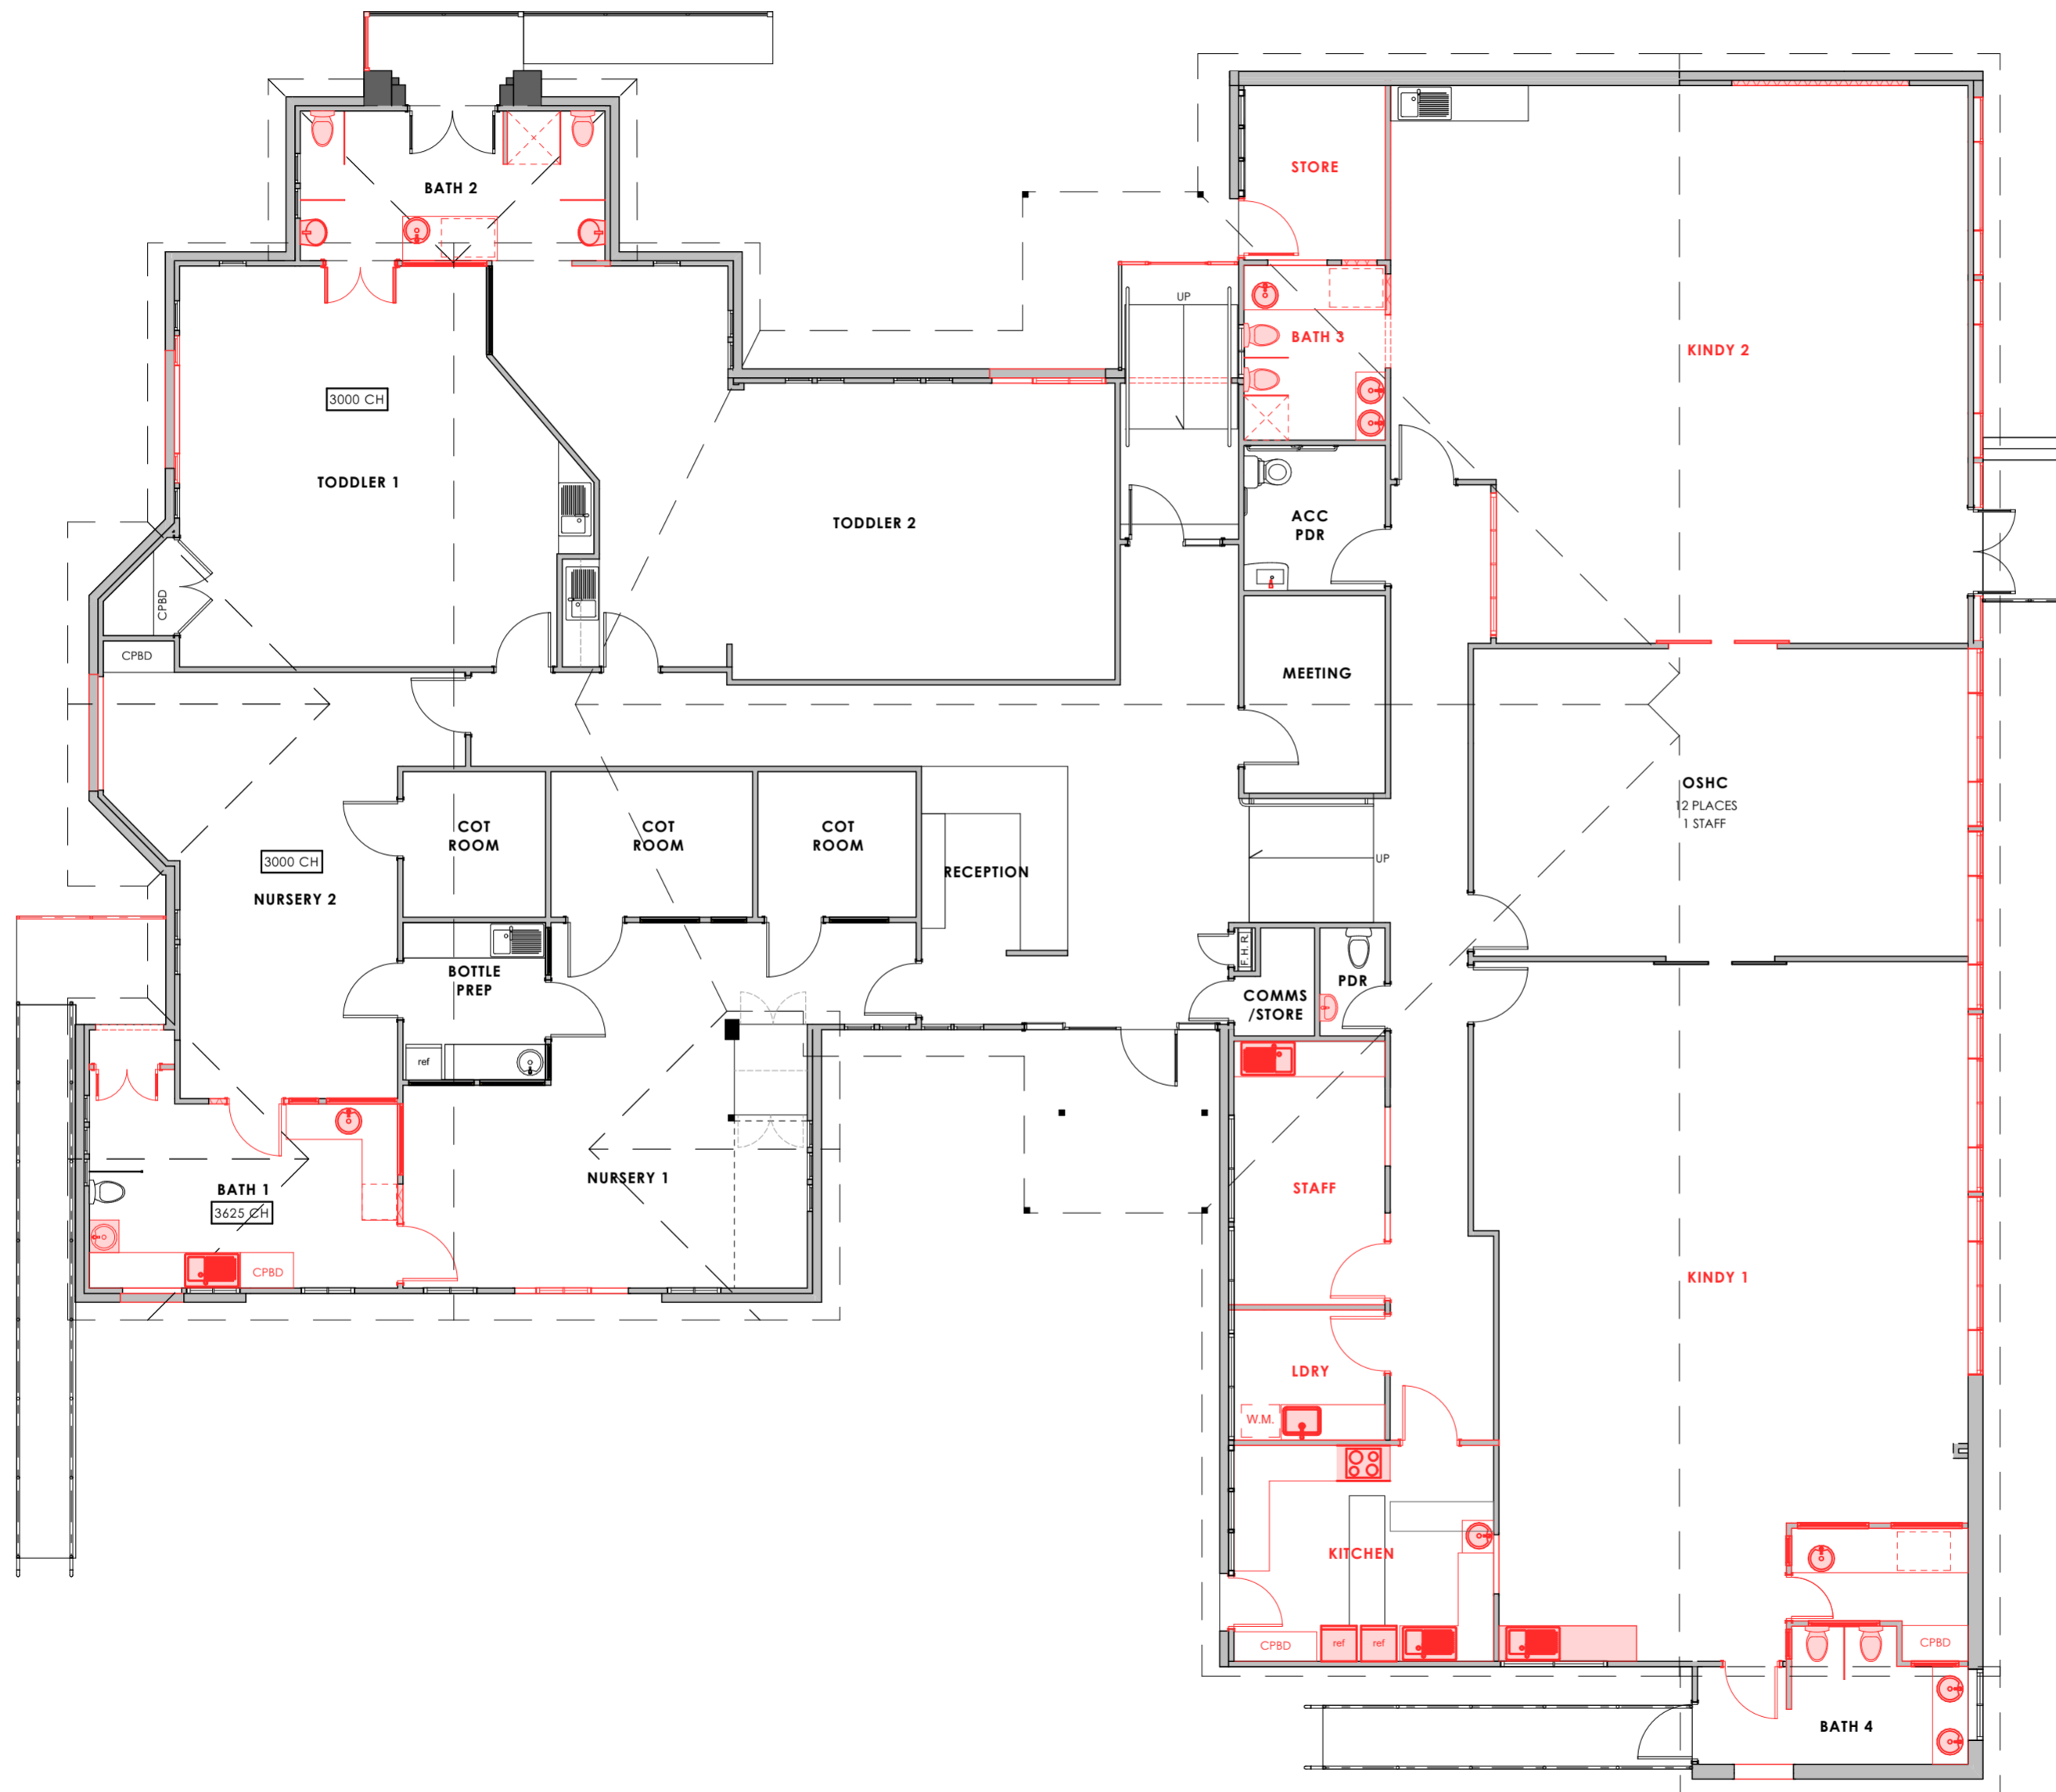 BATH 2
STORE
UP
BATH 3
KINDY 2
3000 CH
TODDLER 1
TODDLER 2
ACC
PDR
CPBD
CPBD
MEETING
OSHC
12 PLACES
1 STAFF
COT
ROOM
COT
ROOM
COT
ROOM
3000 CH
NURSERY 2
RECEPTION
UP
F.H.R.
BOTTLE
PREP
PDR
COMMS
/STORE
ref
NURSERY 1
BATH 1
3625 CH
CPBD
STAFF
KINDY 1
LDRY
W.M.
KITCHEN
CPBD
ref
ref
CPBD
BATH 4